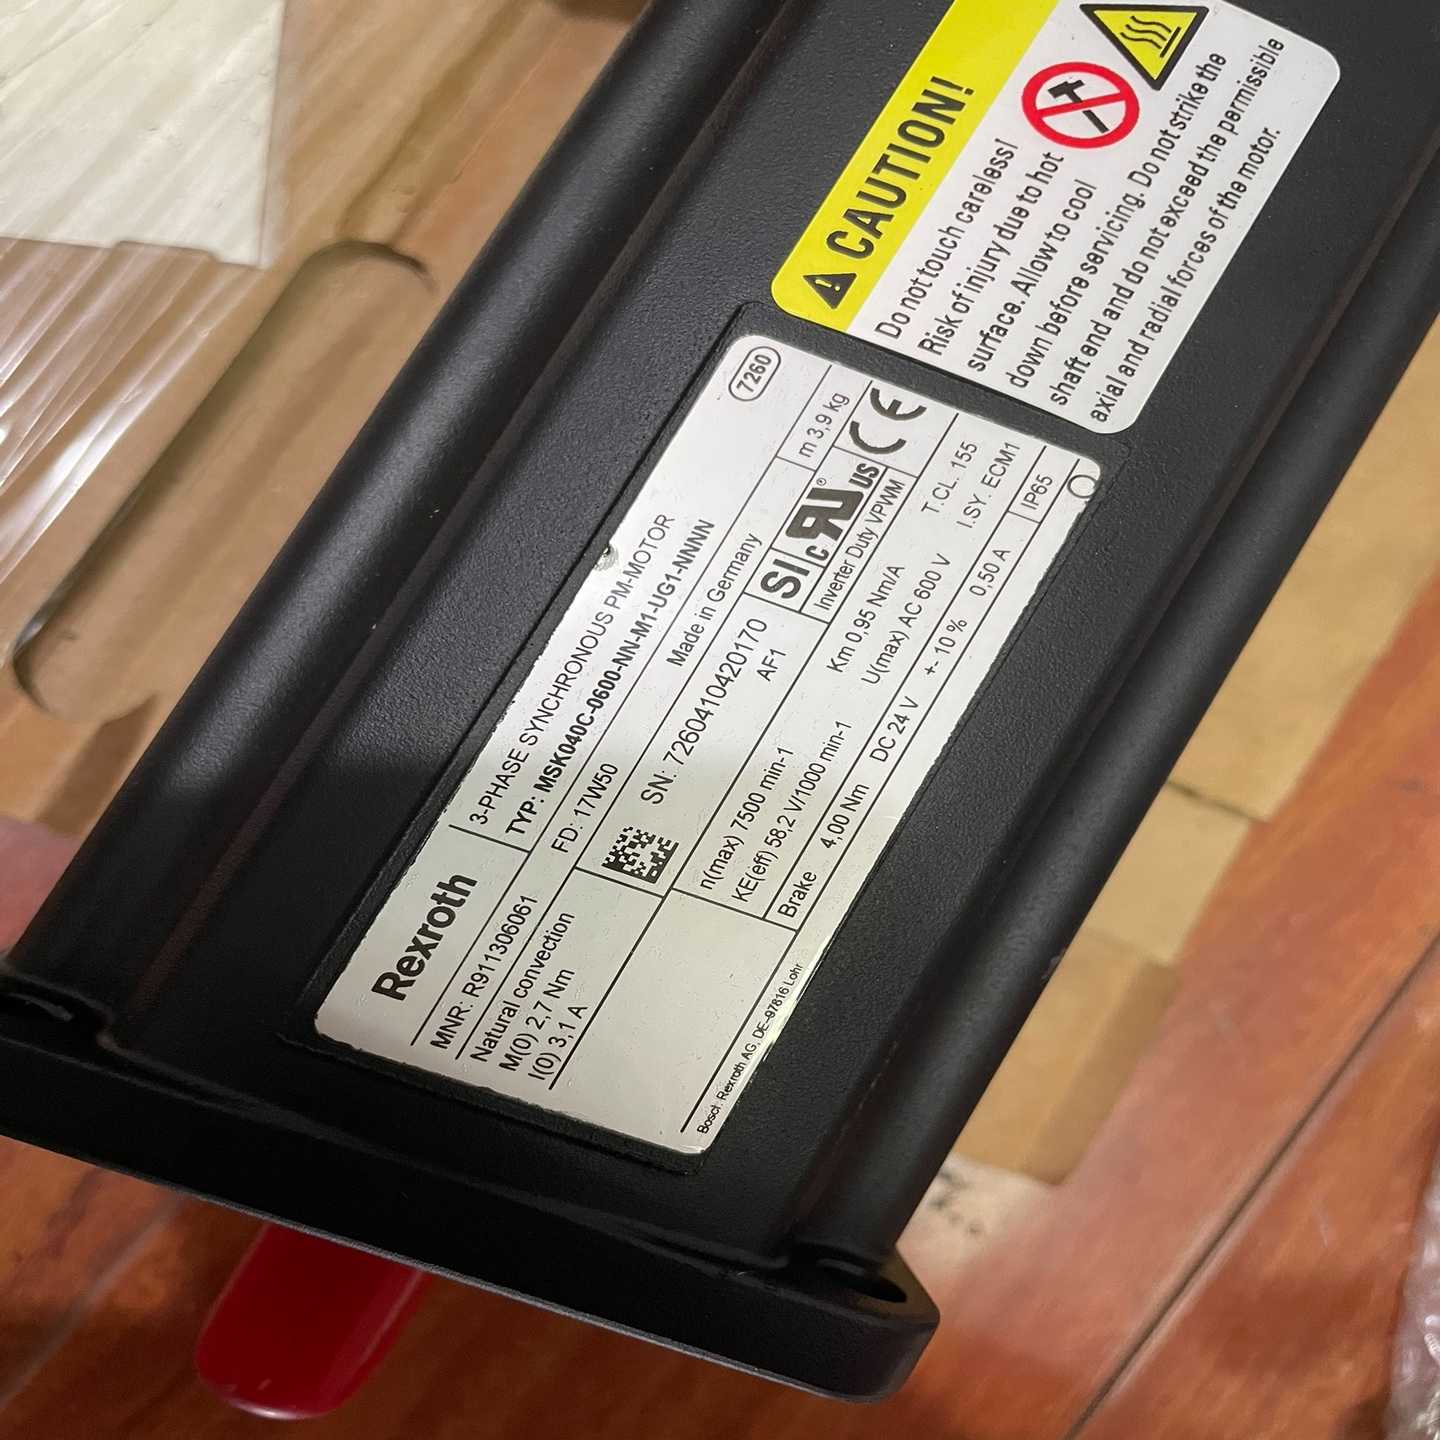 CAUTION!
Do not touch careless!
Risk of injury due to hot
surface. Allow to cool
down before servicing. Do not strike the
shaft end and do not exceed the permissible
axial and radial forces of the motor.
7260
Rexroth
3-PHASE SYNCHRONOUS PM-MOTOR
TYP: MSK040C-0600-NN-M1-UG1-NNNN
MNR: R911306061
FD: 17W50
Made in Germany
m 3,9 kg
Natural convection
M(0) 2,7 Nm
I(0) 3,1 A
SN: 7260410420170
AF1
SI
c RU ® US
CE
Inverter Duty VPWM
n(max) 7500 min-1
Km 0,95 Nm/A
T.CL. 155
KE(eff) 58,2 V/1000 min-1
U(max) AC 600 V
I.SY. ECM1
Brake 4,00 Nm DC 24 V +- 10 % 0,50 A
IP65
Bosch Rexroth AG, DE-97816 Lohr